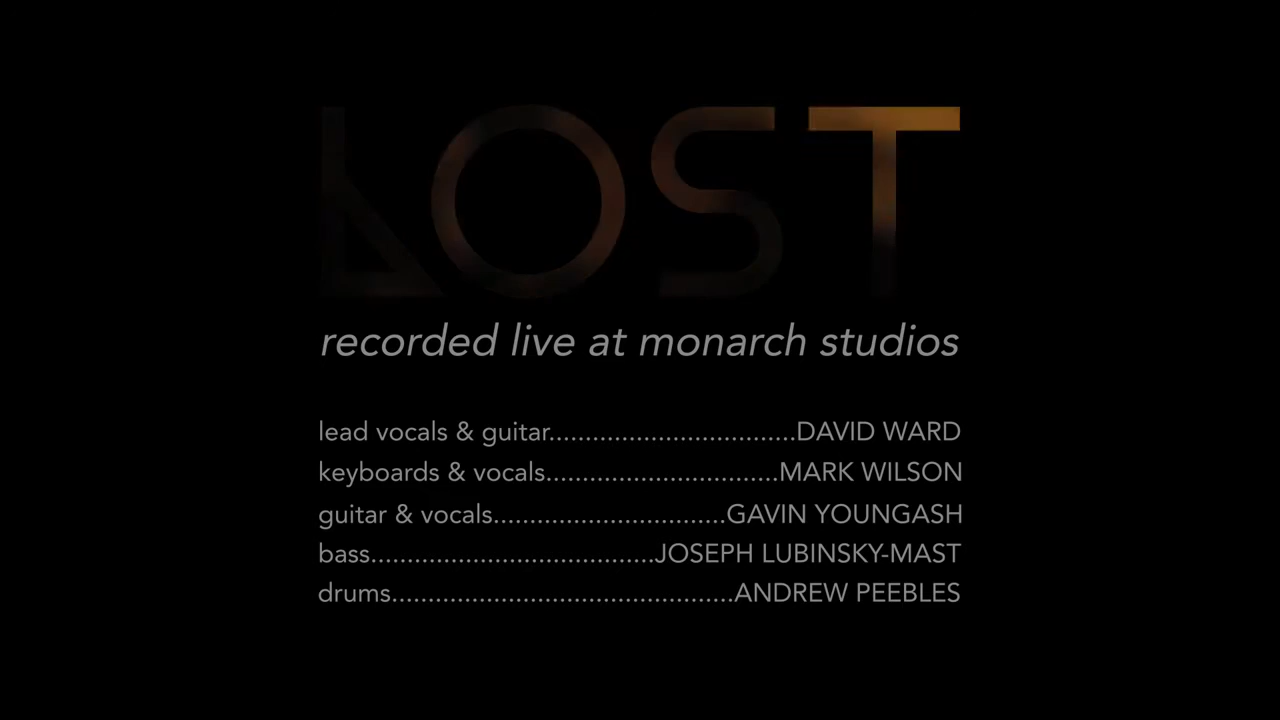 LOST
recorded live at monarch studios
lead vocals & guitar..................................DAVID WARD
keyboards & vocals................................MARK WILSON
guitar & vocals................................GAVIN YOUNGASH
bass.......................................JOSEPH LUBINSKY-MAST
drums...............................................ANDREW PEEBLES